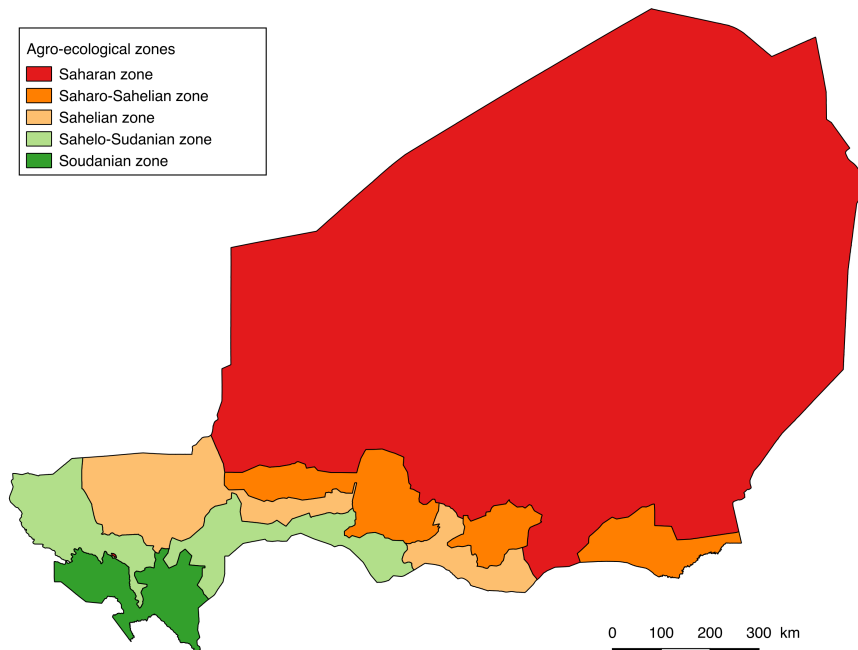 Agro-ecological zones
Saharan zone
Saharo-Sahelian zone
Sahelian zone
Sahelo-Sudanian zone
Soudanian zone
0 100 200 300 km